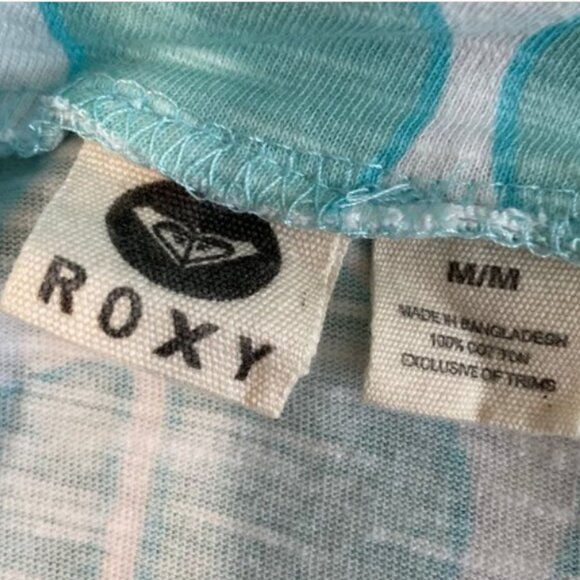 ROXY
M/M
MADE IN BANGLADESH
100% COTTON
EXCLUSIVE OF TRIMS